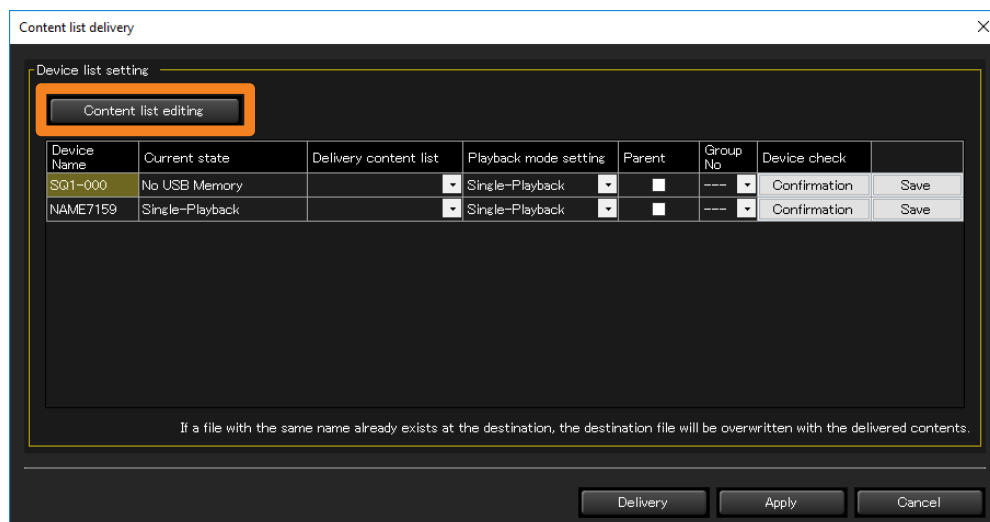 Content list delivery
Device list setting
Content list editing
Device Name Current state Delivery content list Playback mode setting Parent Group No Device check
SQ1-000 No USB Memory Single-Playback --- Confirmation Save
NAME7159 Single-Playback Single-Playback --- Confirmation Save
If a file with the same name already exists at the destination, the destination file will be overwritten with the delivered contents.
Delivery Apply Cancel